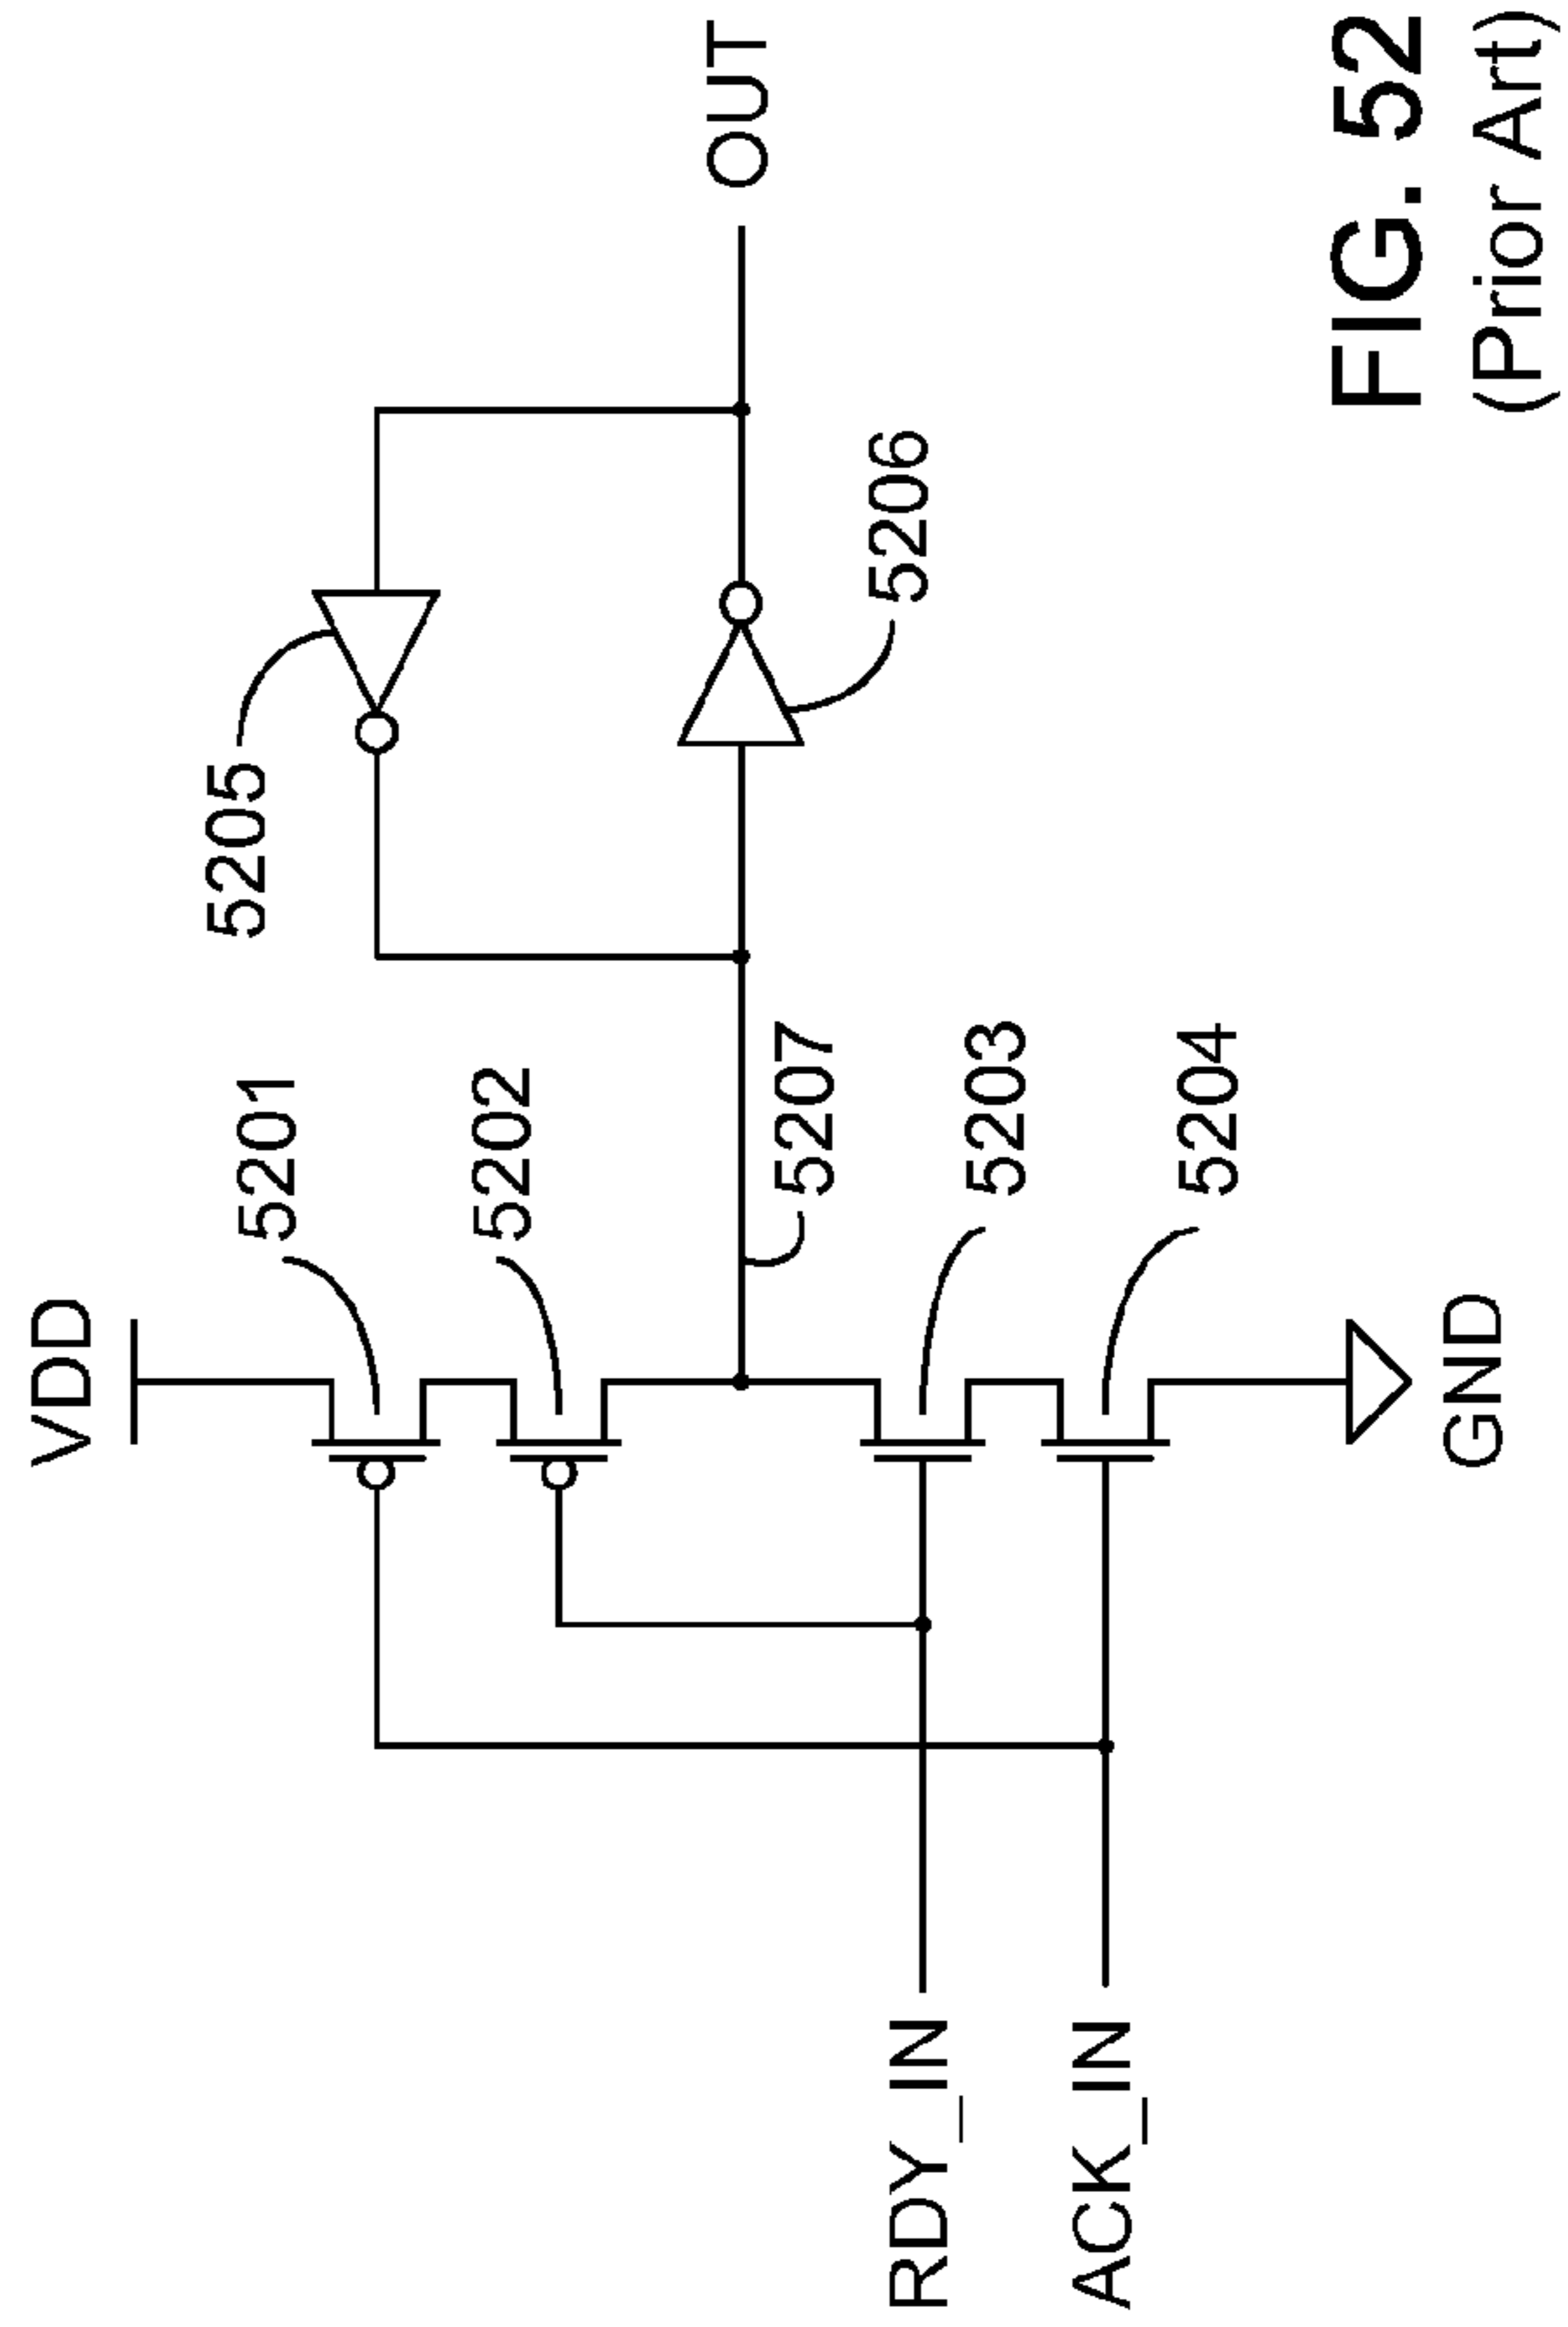 VDD
5201
5202
5205
5207
5206
OUT
5203
5204
RDY_IN
ACK_IN
GND
FIG. 52
(Prior Art)